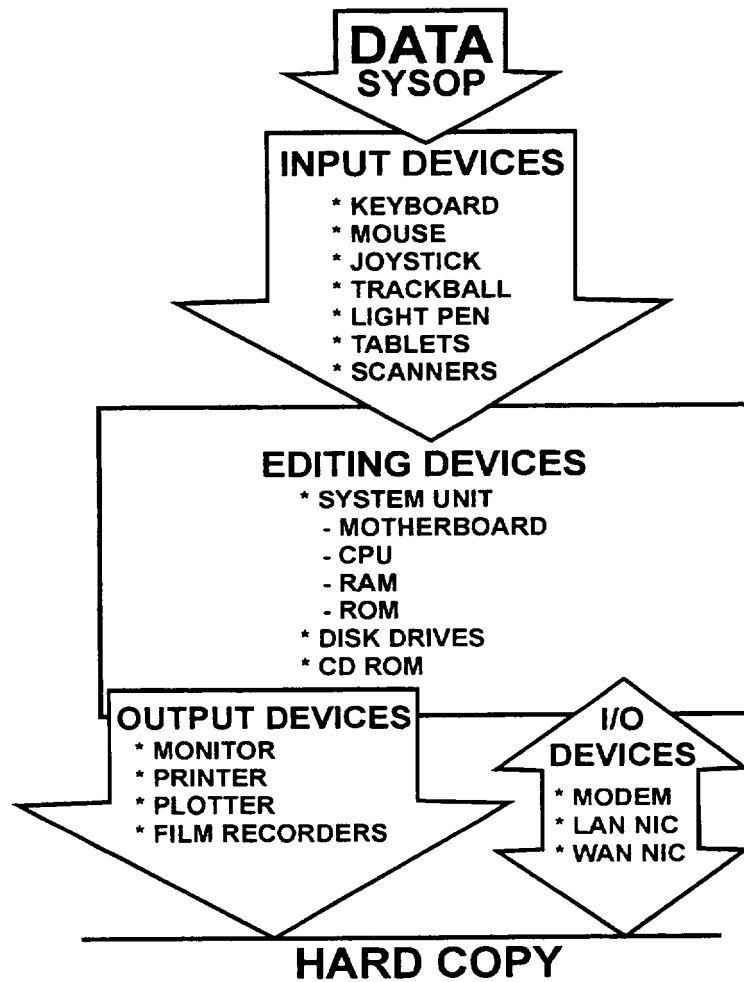 DATA
SYSOP
INPUT DEVICES
* KEYBOARD
* MOUSE
* JOYSTICK
* TRACKBALL
* LIGHT PEN
* TABLETS
* SCANNERS
EDITING DEVICES
* SYSTEM UNIT
- MOTHERBOARD
- CPU
- RAM
- ROM
* DISK DRIVES
* CD ROM
OUTPUT DEVICES
* MONITOR
* PRINTER
* PLOTTER
* FILM RECORDERS
I/O
DEVICES
* MODEM
* LAN NIC
* WAN NIC
HARD COPY